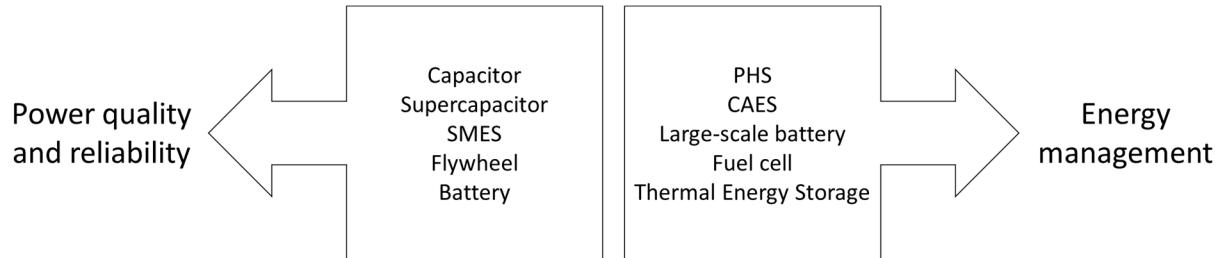 Power quality
and reliability
Capacitor
Supercapacitor
SMES
Flywheel
Battery
PHS
CAES
Large-scale battery
Fuel cell
Thermal Energy Storage
Energy
management